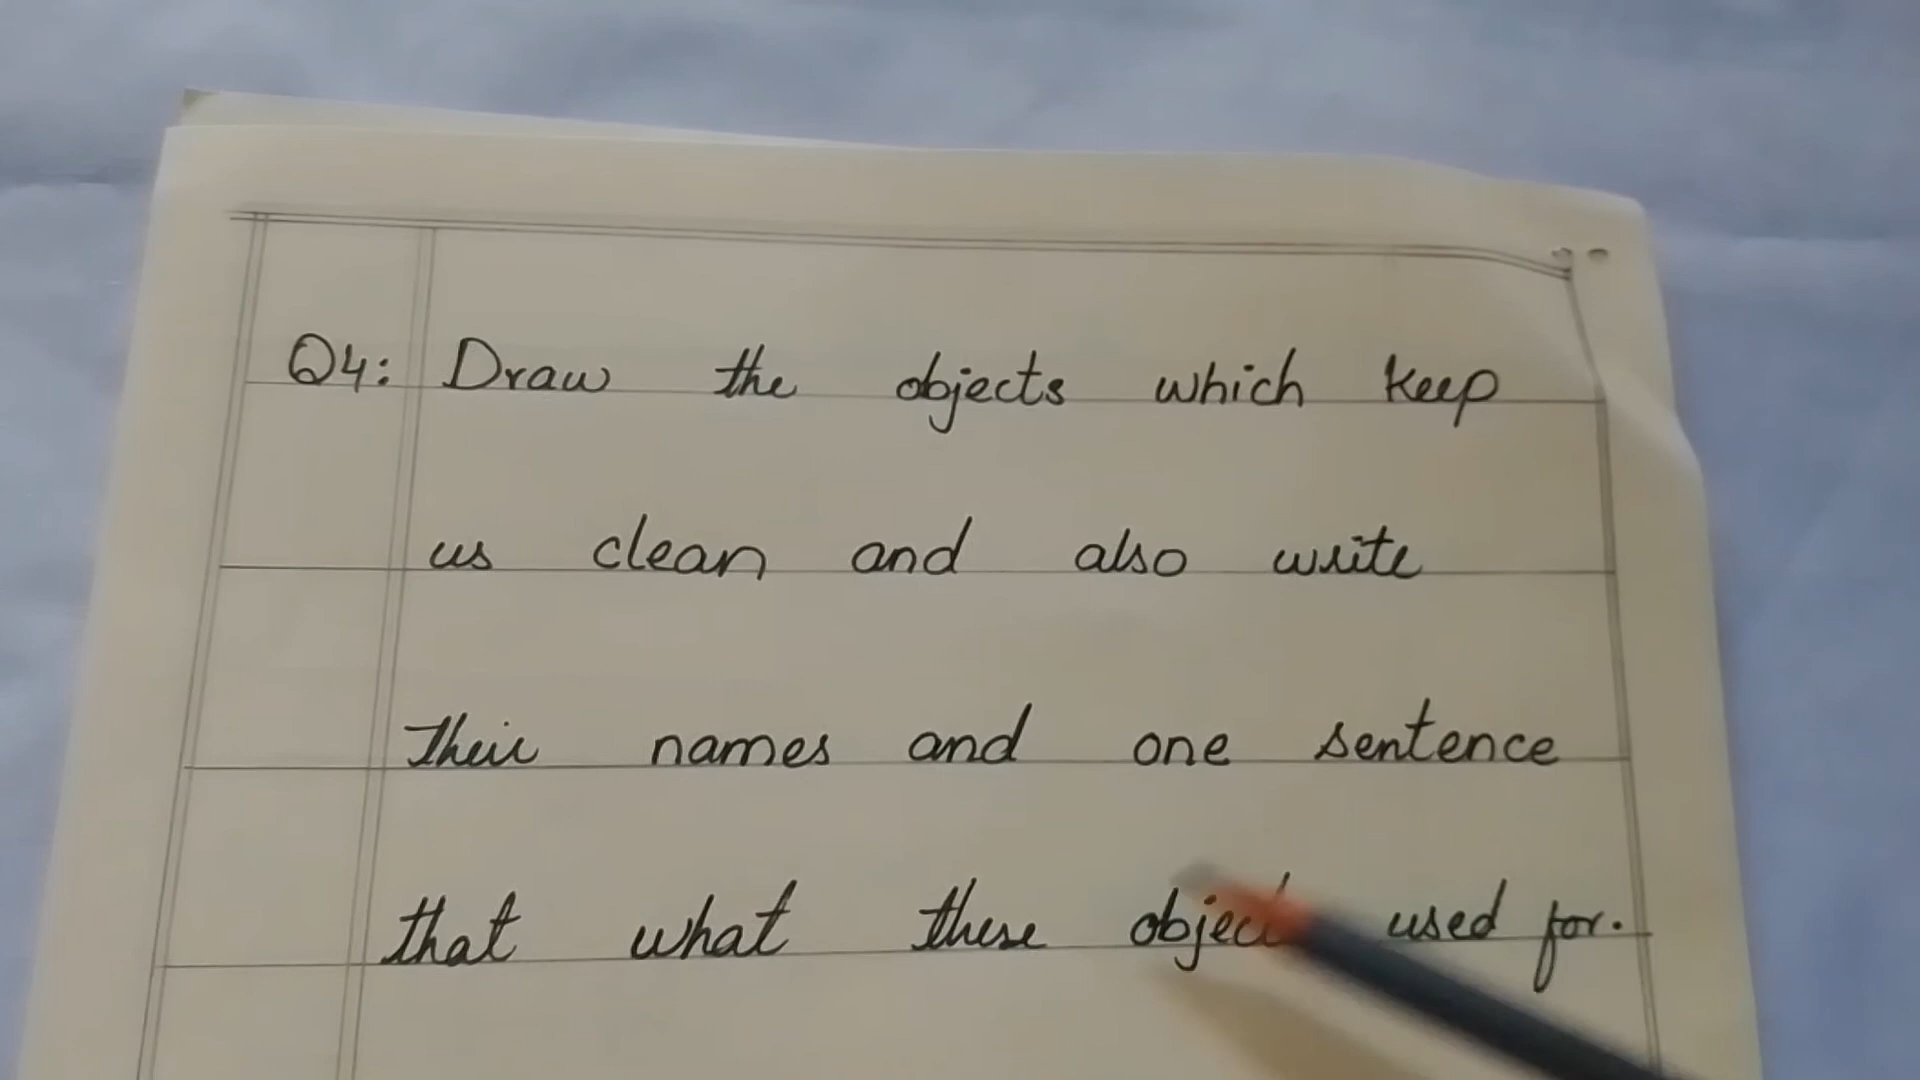 Q4: Draw the objects which keep
us clean and also write
their names and one sentence
that what these object used for.